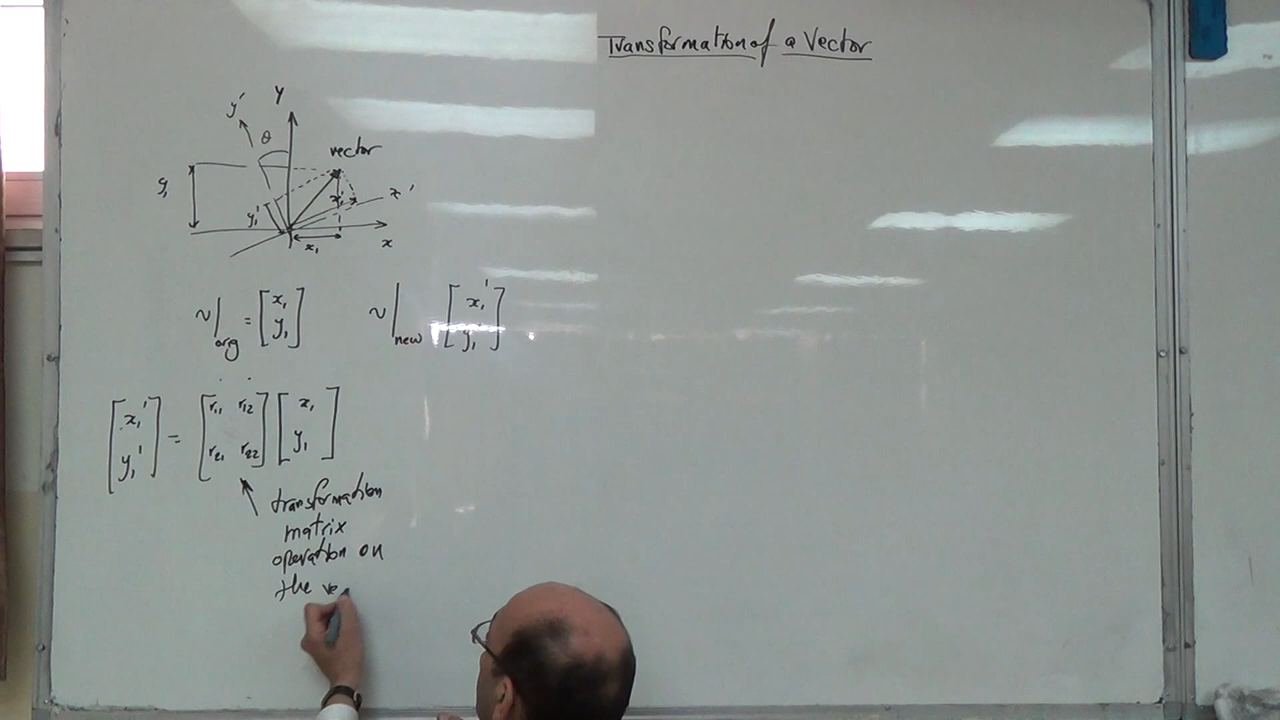 Transformation of a Vector
y'
Y
θ
vector
y₁
x₁'
x'
y₁'
x₁
x
v|org = [x₁ y₁]
v|new [x₁' y₁']
[x₁' y₁'] = [r₁₁ r₁₂ r₂₁ r₂₂] [x₁ y₁]
transformation
matrix
operation on
the ve